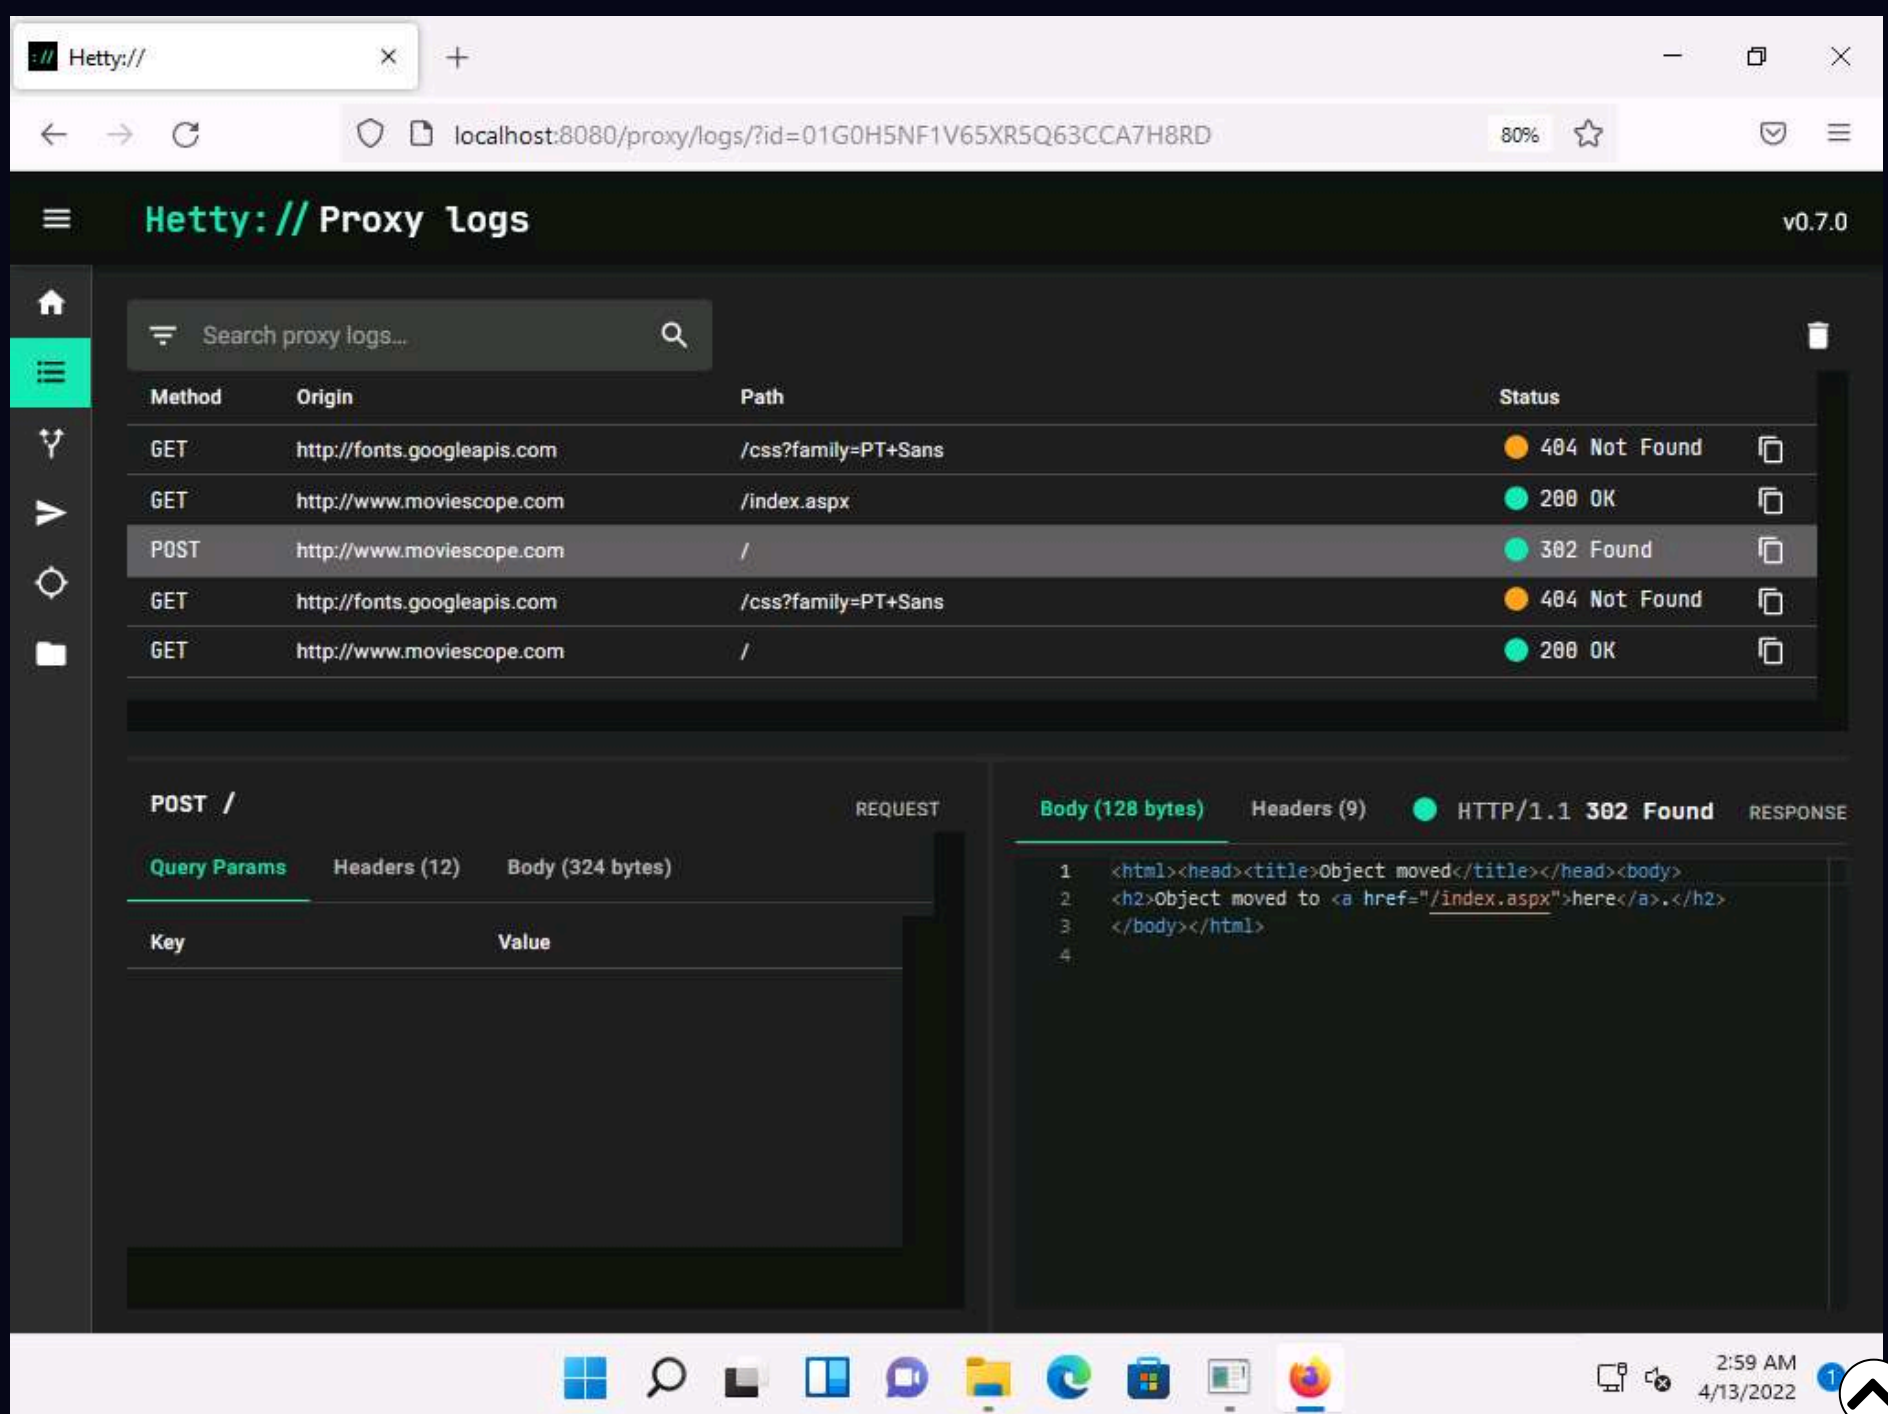 :// Hetty://
localhost:8080/proxy/logs/?id=01G0H5NF1V65XR5Q63CCA7H8RD 80%
Hetty:// Proxy logs v0.7.0
Search proxy logs...
Method Origin Path Status
GET http://fonts.googleapis.com /css?family=PT+Sans 404 Not Found
GET http://www.moviescope.com /index.aspx 200 OK
POST http://www.moviescope.com / 302 Found
GET http://fonts.googleapis.com /css?family=PT+Sans 404 Not Found
GET http://www.moviescope.com / 200 OK
POST / REQUEST
Query Params Headers (12) Body (324 bytes)
Key Value
Body (128 bytes) Headers (9) HTTP/1.1 302 Found RESPONSE
1 <html><head><title>Object moved</title></head><body>
2 <h2>Object moved to <a href="/index.aspx">here</a>.</h2>
3 </body></html>
4
2:59 AM
4/13/2022
1